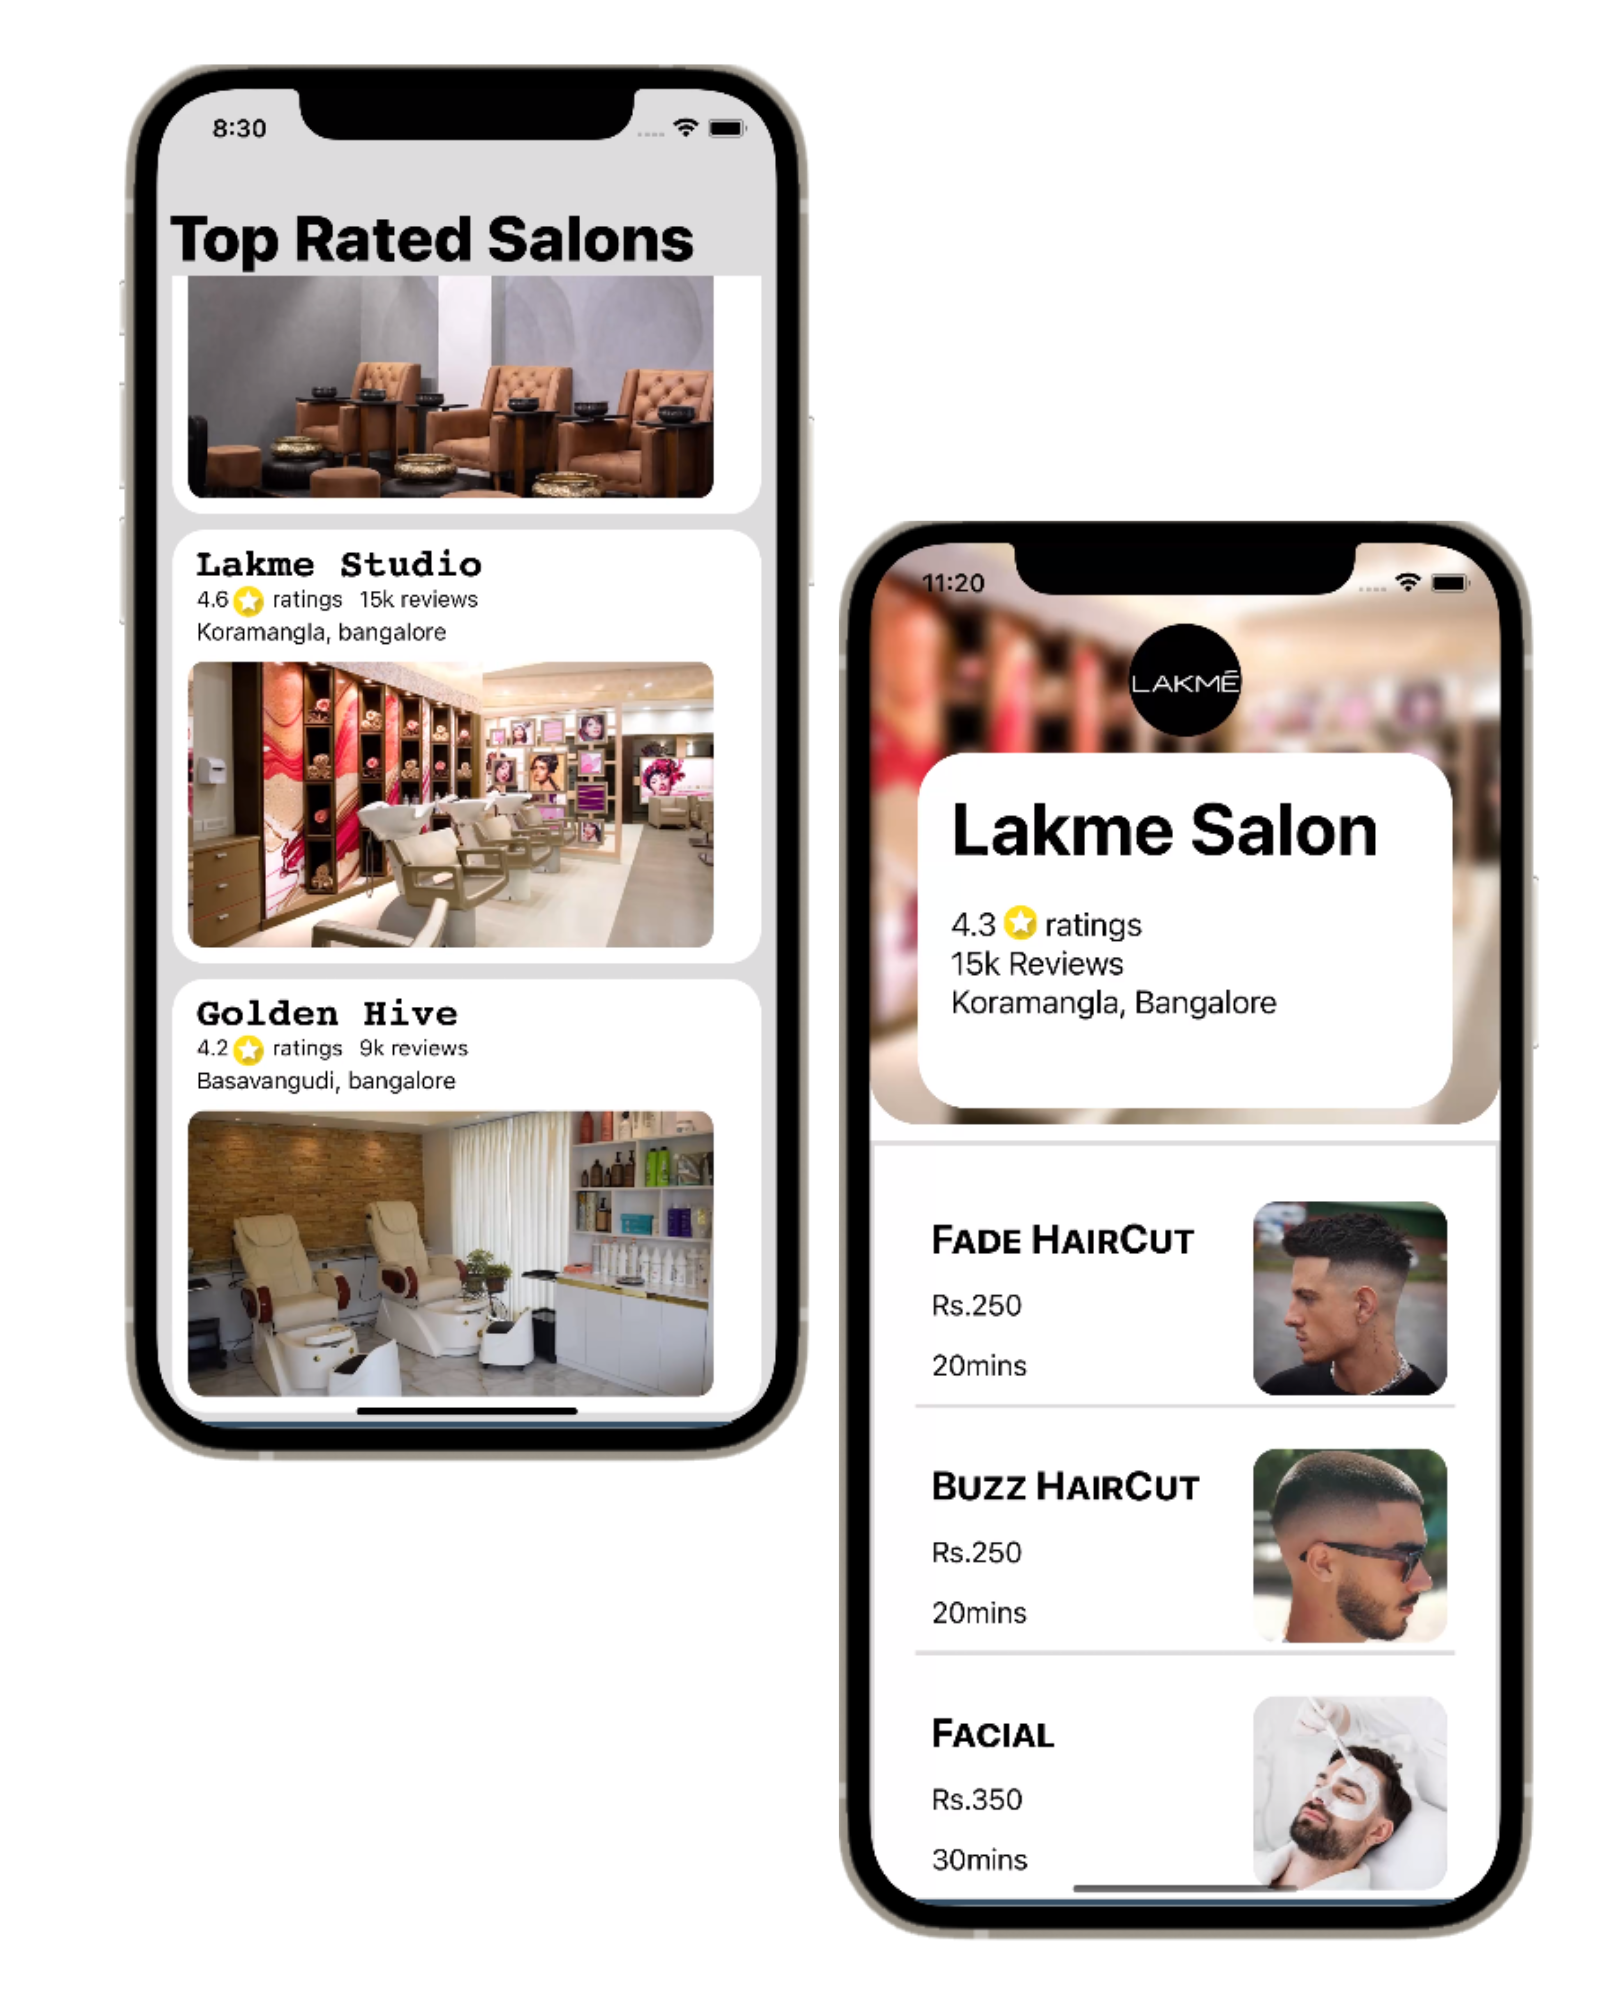 8:30
Top Rated Salons
Lakme Studio
4.6 ratings 15k reviews
Koramangla, bangalore
Golden Hive
4.2 ratings 9k reviews
Basavangudi, bangalore
11:20
LAKMĒ
Lakme Salon
4.3 ratings
15k Reviews
Koramangla, Bangalore
FADE HAIRCUT
Rs.250
20mins
BUZZ HAIRCUT
Rs.250
20mins
FACIAL
Rs.350
30mins